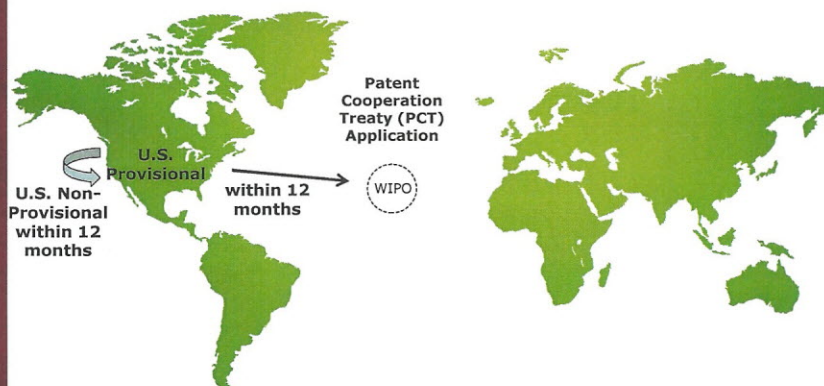 Patent
Cooperation
Treaty (PCT)
Application
U.S.
Provisional
WIPO
within 12
months
U.S. Non-
Provisional
within 12
months